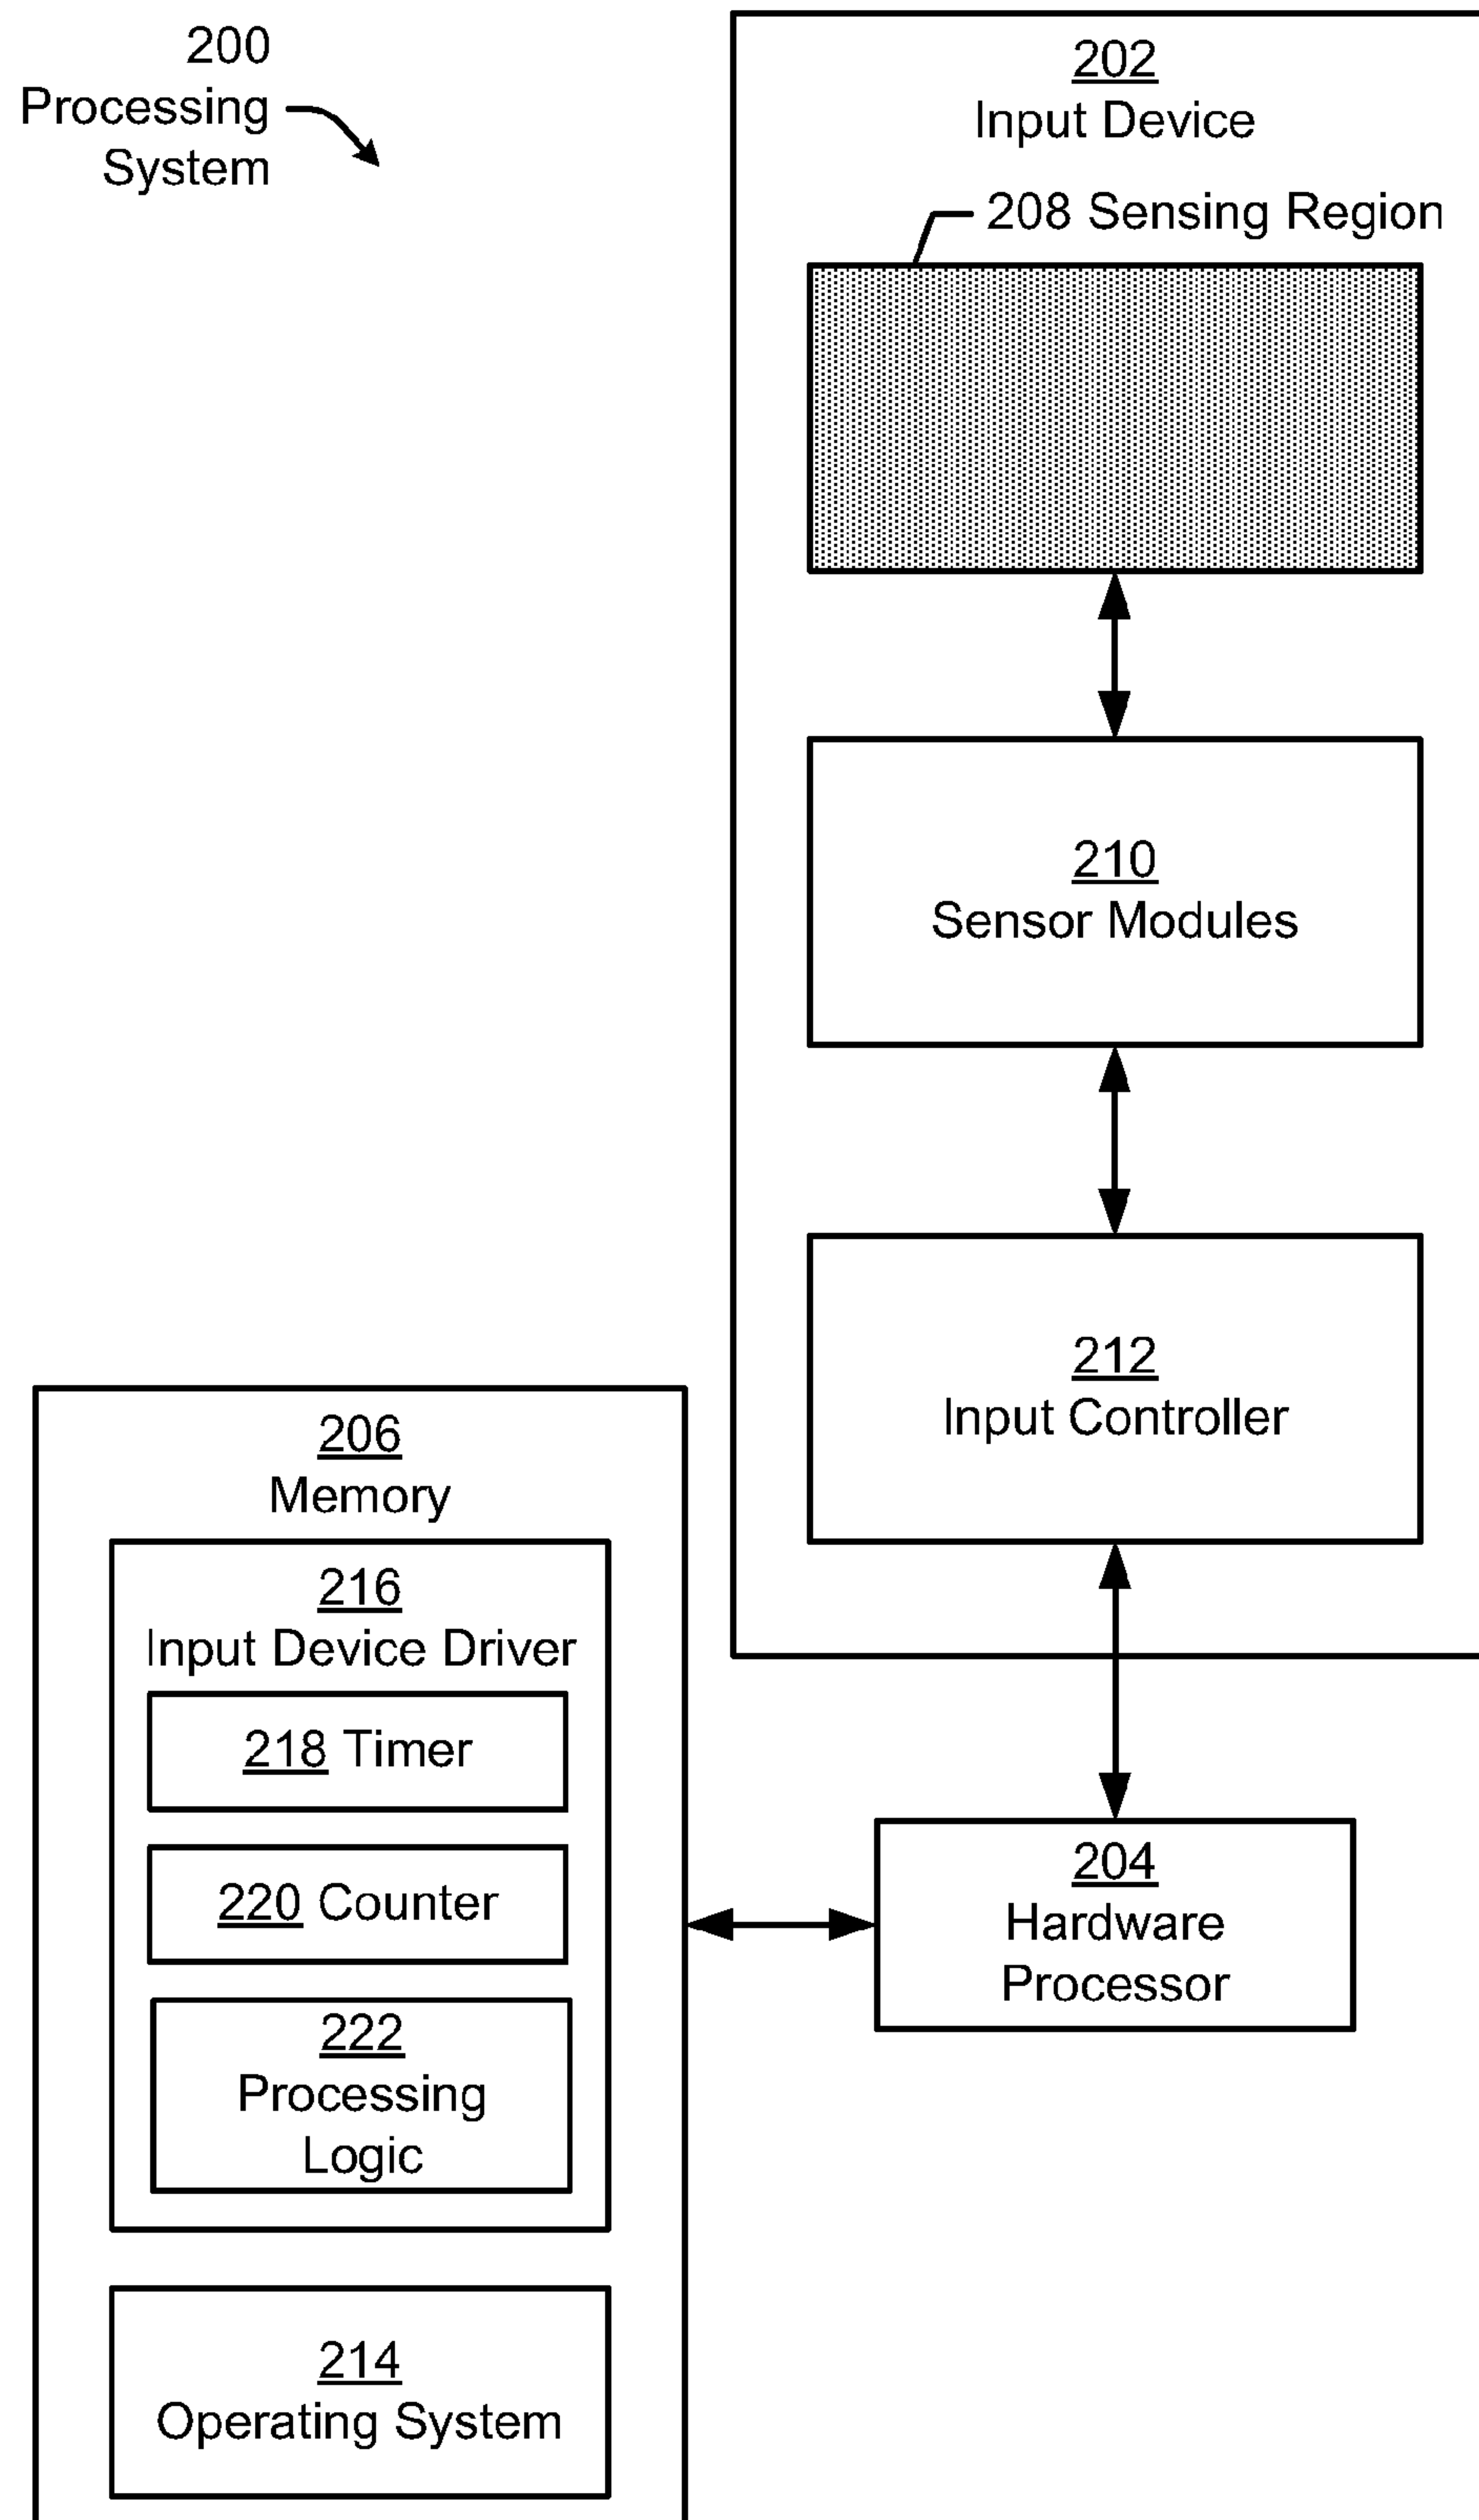 200
Processing
System
202
Input Device
208 Sensing Region
210
Sensor Modules
212
Input Controller
206
Memory
216
Input Device Driver
218 Timer
220 Counter
222
Processing
Logic
204
Hardware
Processor
214
Operating System